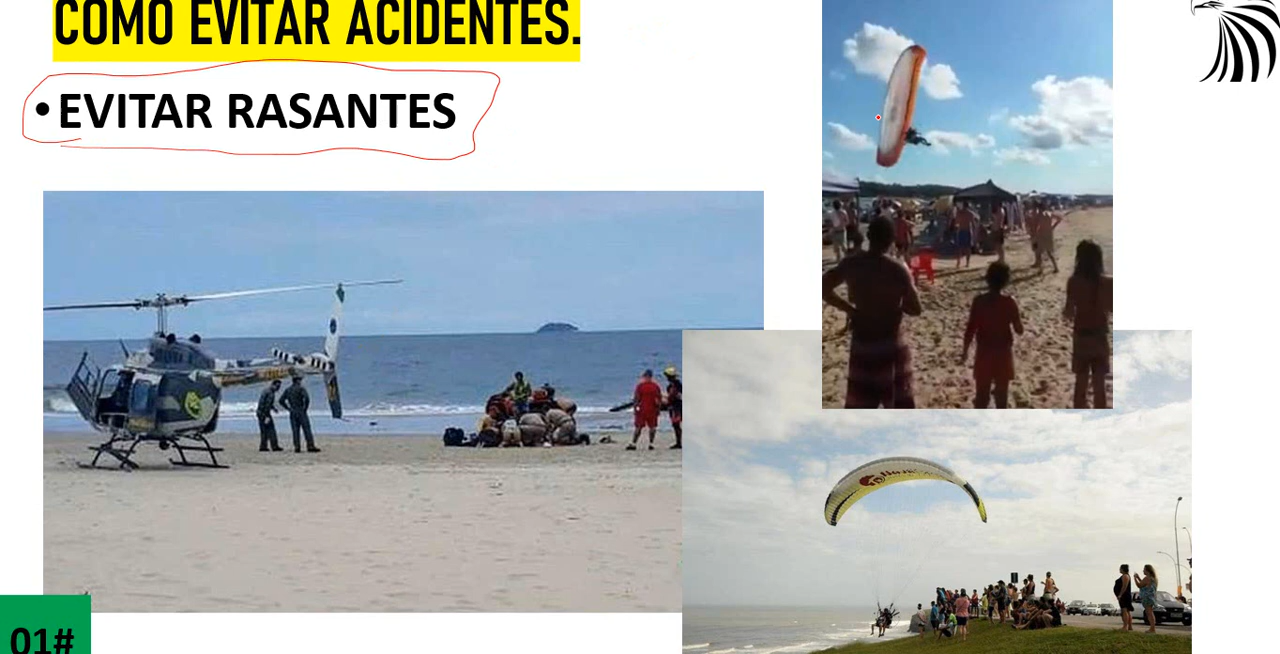 COMO EVITAR ACIDENTES.
• EVITAR RASANTES
01#